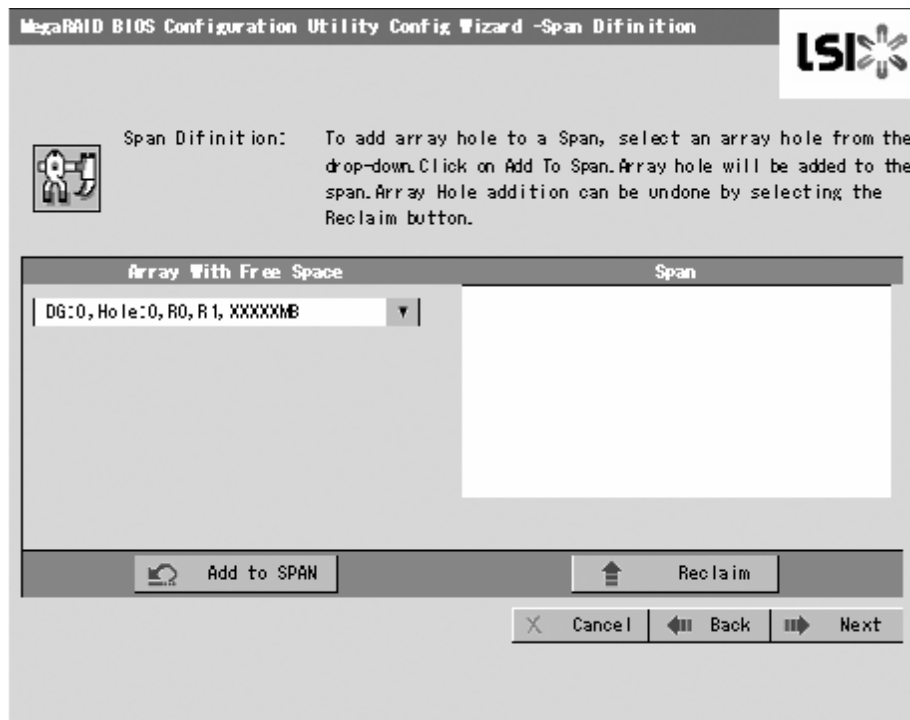 MegaRAID BIOS Configuration Utility Config Wizard -Span Difinition
LSI
Span Difinition:
To add array hole to a Span, select an array hole from the
drop-down.Click on Add To Span.Array hole will be added to the
span.Array Hole addition can be undone by selecting the
Reclaim button.
Array With Free Space
Span
DG:0,Hole:0,R0,R1,XXXXXMB
Add to SPAN
Reclaim
X Cancel
Back
Next